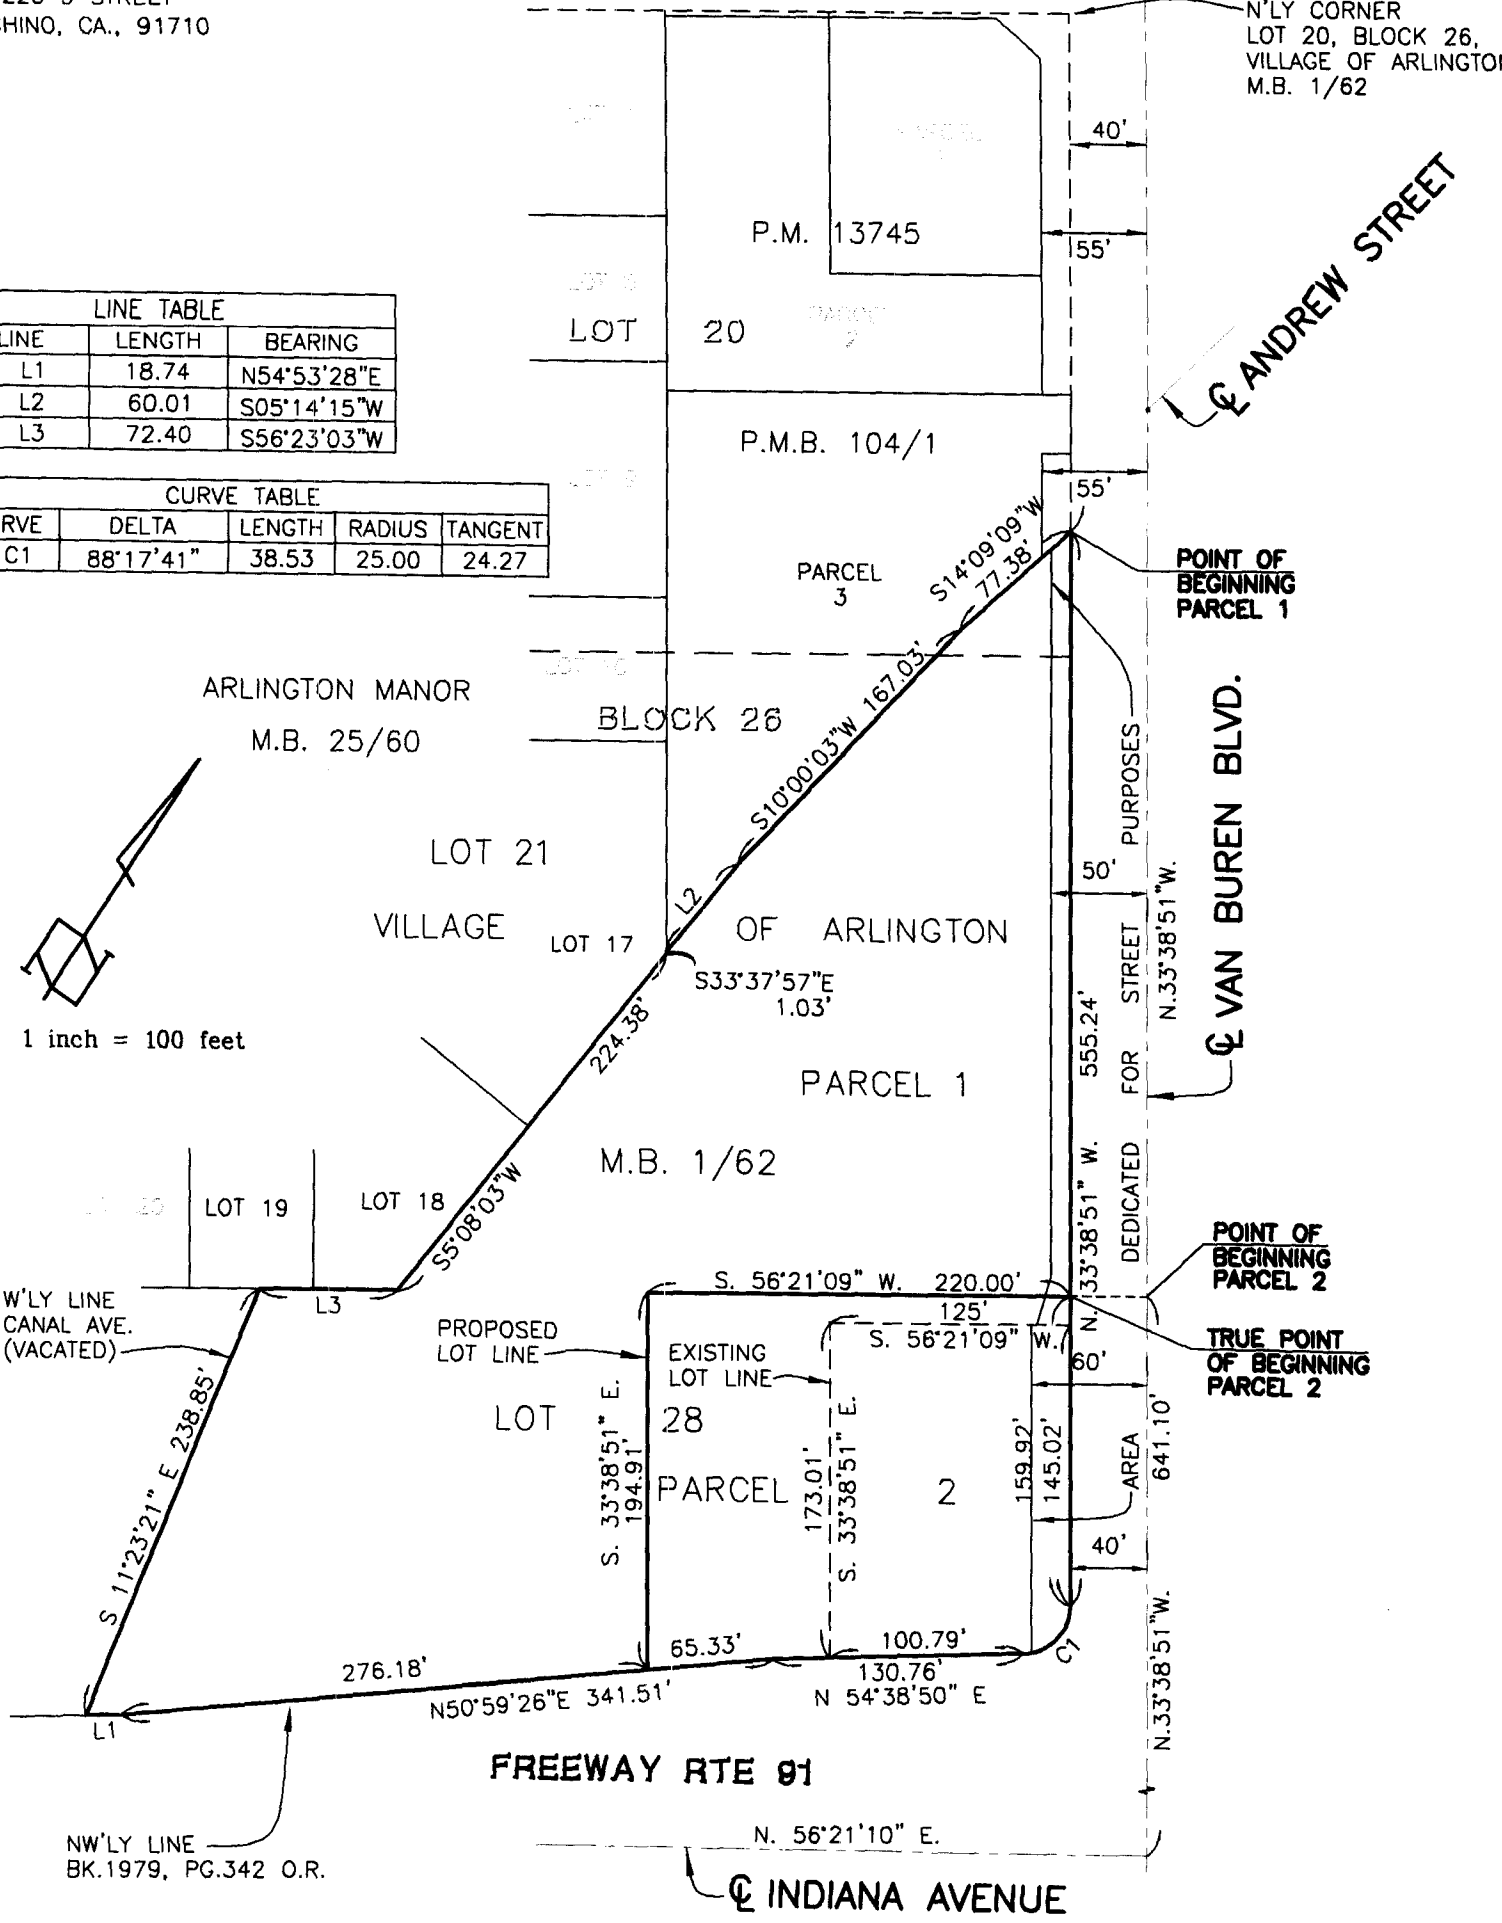 STREET
CHINO, CA., 91710
N'LY CORNER
LOT 20, BLOCK 26,
VILLAGE OF ARLINGTON
M.B. 1/62
40'
ANDREW STREET
P.M. 13745
55'
LINE TABLE
LINE LENGTH BEARING
L1 18.74 N54°53'28"E
L2 60.01 S05°14'15"W
L3 72.40 S56°23'03"W
LOT 20
P.M.B. 104/1
55'
CURVE TABLE
RVE DELTA LENGTH RADIUS TANGENT
C1 88°17'41" 38.53 25.00 24.27
S14°09'09"W
77.38'
PARCEL
3
POINT OF
BEGINNING
PARCEL 1
ARLINGTON MANOR
M.B. 25/60
BLOCK 26
S10°00'03"W 167.03'
LOT 21
L2
50'
DEDICATED FOR STREET PURPOSES
N.33°38'51"W.
℄ VAN BUREN BLVD.
VILLAGE OF ARLINGTON
LOT 17
S33°37'57"E
1.03'
1 inch = 100 feet
224.38'
S5°08'03"W
555.24'
N. 33°38'51" W.
PARCEL 1
M.B. 1/62
LOT 19
LOT 18
L3
W'LY LINE
CANAL AVE.
(VACATED)
S. 56°21'09" W. 220.00'
125'
S. 56°21'09" W.
POINT OF
BEGINNING
PARCEL 2
TRUE POINT
OF BEGINNING
PARCEL 2
PROPOSED
LOT LINE
EXISTING
LOT LINE
60'
S 11°23'21" E 238.85'
LOT 28
PARCEL 2
S. 33°38'51" E.
194.91'
173.01'
S. 33°38'51" E.
159.92'
145.02'
AREA
641.10'
40'
C1
N.33°38'51"W.
276.18'
65.33'
100.79'
130.76'
N50°59'26"E 341.51'
N 54°38'50" E
L1
FREEWAY RTE 91
NW'LY LINE
BK.1979, PG.342 O.R.
N. 56°21'10" E.
℄ INDIANA AVENUE